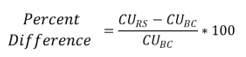 Percent Difference = (CU_RS − CU_BC) / CU_BC * 100